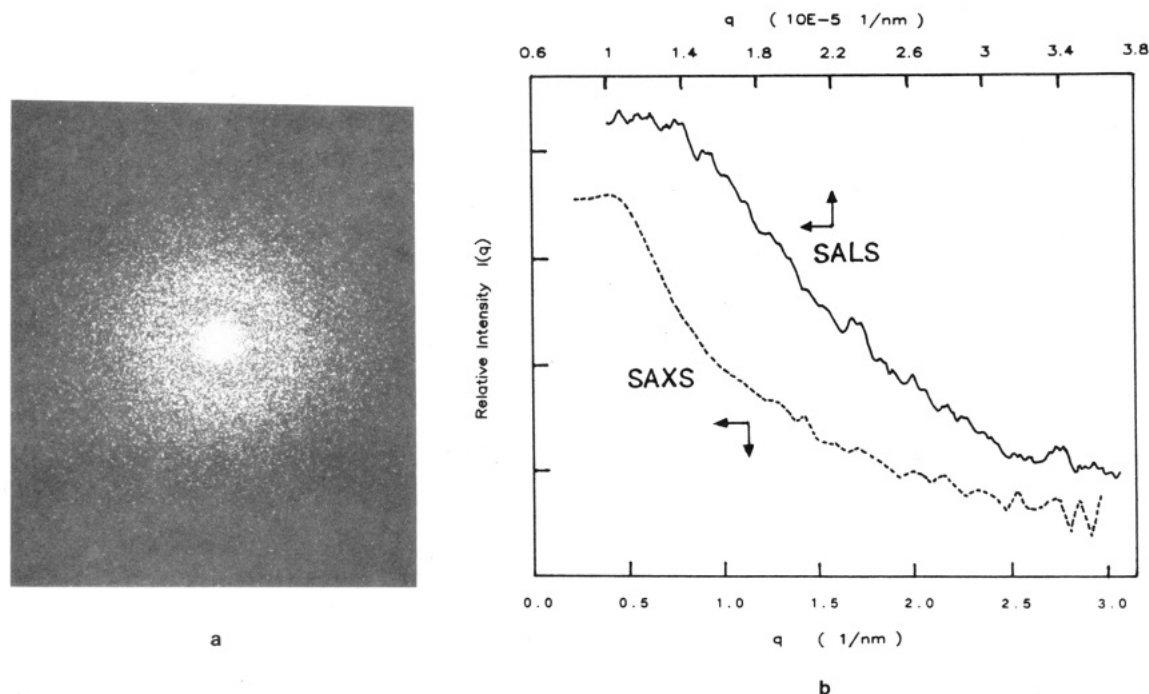 q ( 10E-5 1/nm )
0.6 1 1.4 1.8 2.2 2.6 3 3.4 3.8
Relative Intensity I(q)
SALS
SAXS
0.0 0.5 1.0 1.5 2.0 2.5 3.0
q ( 1/nm )
a
b